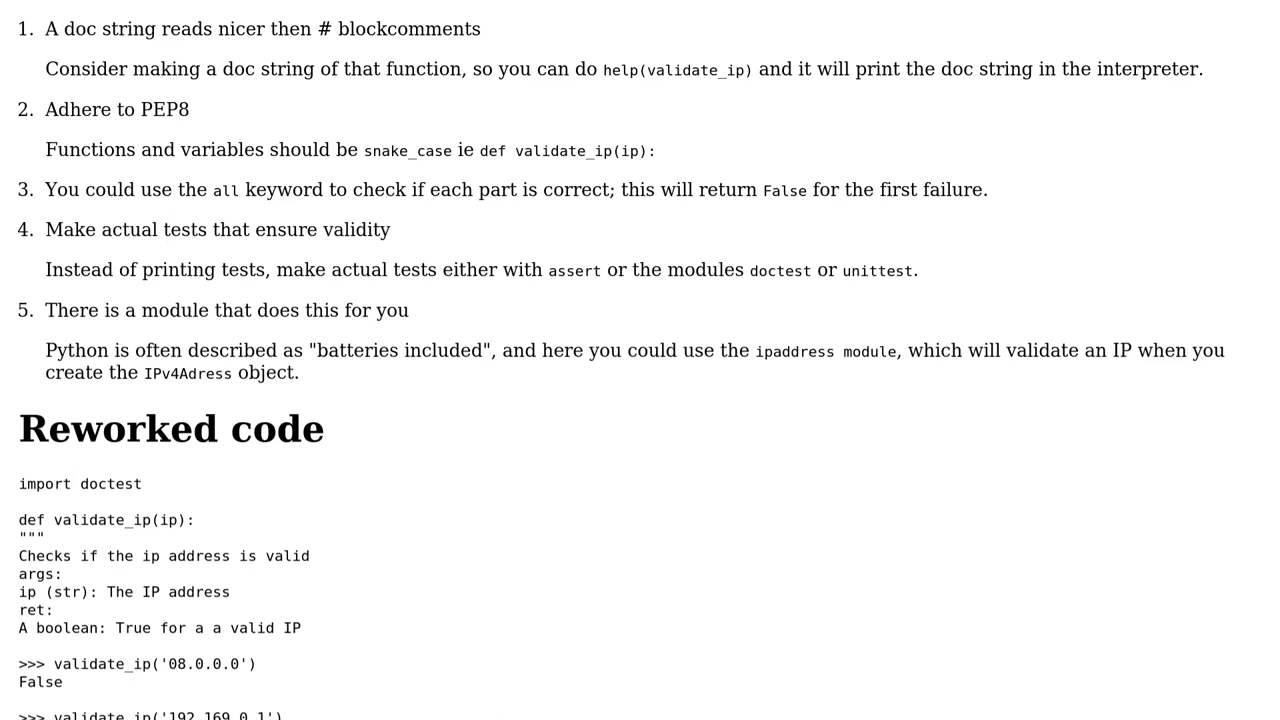 1. A doc string reads nicer then # blockcomments
Consider making a doc string of that function, so you can do help(validate_ip) and it will print the doc string in the interpreter.
2. Adhere to PEP8
Functions and variables should be snake_case ie def validate_ip(ip):
3. You could use the all keyword to check if each part is correct; this will return False for the first failure.
4. Make actual tests that ensure validity
Instead of printing tests, make actual tests either with assert or the modules doctest or unittest.
5. There is a module that does this for you
Python is often described as "batteries included", and here you could use the ipaddress module, which will validate an IP when you
create the IPv4Adress object.
Reworked code
import doctest
def validate_ip(ip):
"""
Checks if the ip address is valid
args:
ip (str): The IP address
ret:
A boolean: True for a a valid IP
>>> validate_ip('08.0.0.0')
False
>>> validate_ip('192.169.0.1')